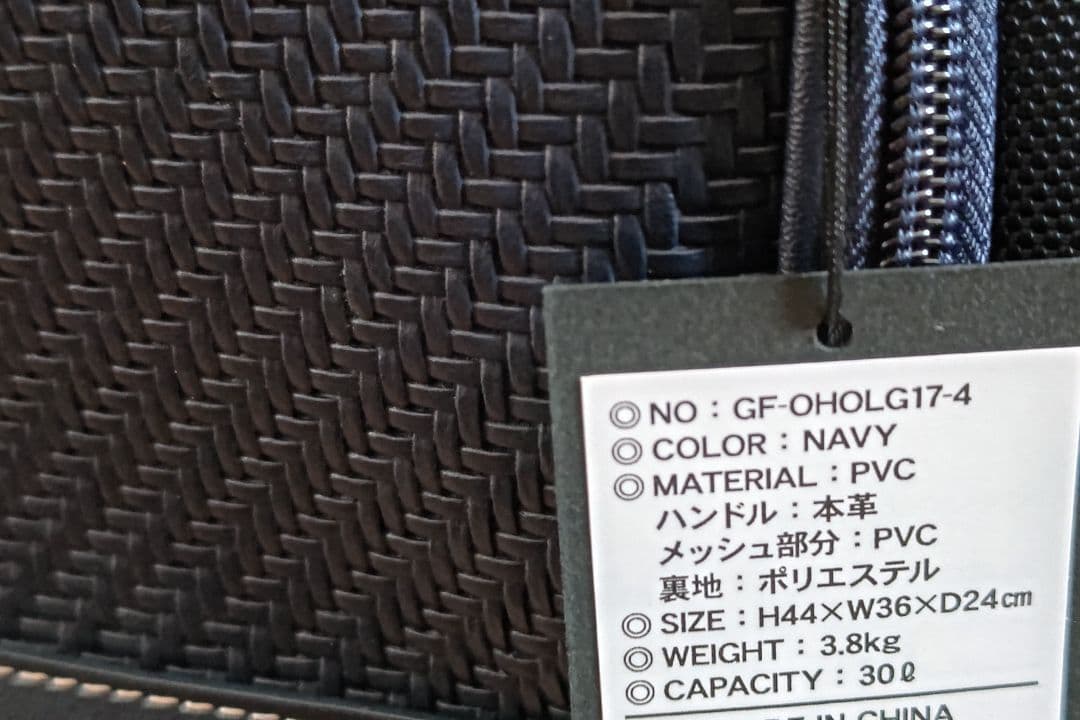 ◎ NO：GF-OHOLG17-4
◎ COLOR：NAVY
◎ MATERIAL：PVC
ハンドル：本革
メッシュ部分：PVC
裏地：ポリエステル
◎ SIZE：H44×W36×D24㎝
◎ WEIGHT：3.8kg
◎ CAPACITY：30ℓ
IN CHINA